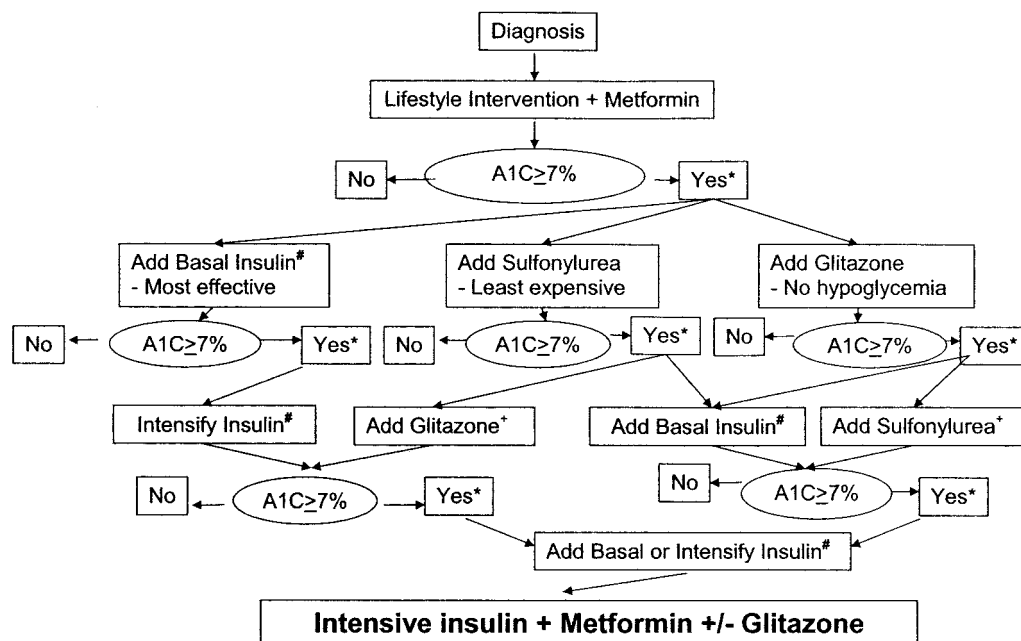 Diagnosis
Lifestyle Intervention + Metformin
No
A1C≥7%
Yes*
Add Basal Insulin#
- Most effective
Add Sulfonylurea
- Least expensive
Add Glitazone
- No hypoglycemia
No
A1C≥7%
Yes*
No
A1C≥7%
Yes*
No
A1C≥7%
Yes*
Intensify Insulin#
Add Glitazone+
Add Basal Insulin#
Add Sulfonylurea+
No
A1C≥7%
Yes*
No
A1C≥7%
Yes*
Add Basal or Intensify Insulin#
Intensive insulin + Metformin +/- Glitazone